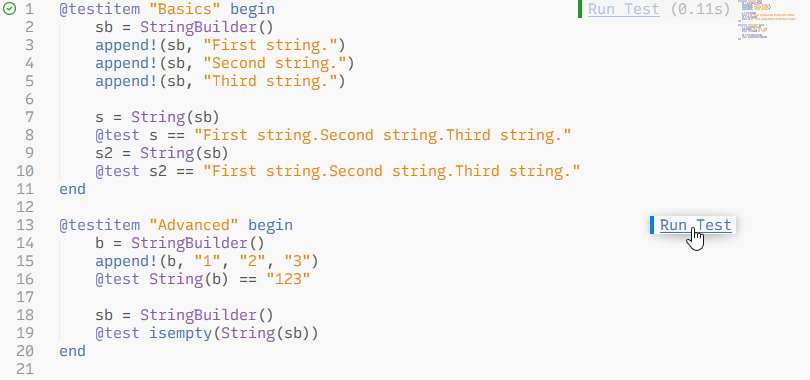 1 @testitem "Basics" begin Run Test (0.11s)
2     sb = StringBuilder()
3     append!(sb, "First string.")
4     append!(sb, "Second string.")
5     append!(sb, "Third string.")
6
7     s = String(sb)
8     @test s == "First string.Second string.Third string."
9     s2 = String(sb)
10     @test s2 == "First string.Second string.Third string."
11 end
12
13 @testitem "Advanced" begin Run Test
14     b = StringBuilder()
15     append!(b, "1", "2", "3")
16     @test String(b) == "123"
17
18     sb = StringBuilder()
19     @test isempty(String(sb))
20 end
21